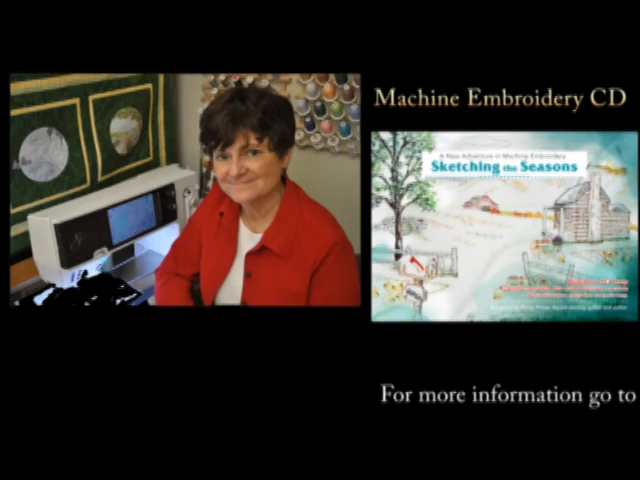 Machine Embroidery CD
A New Adventure in Machine Embroidery
Sketching the Seasons
For more information go to